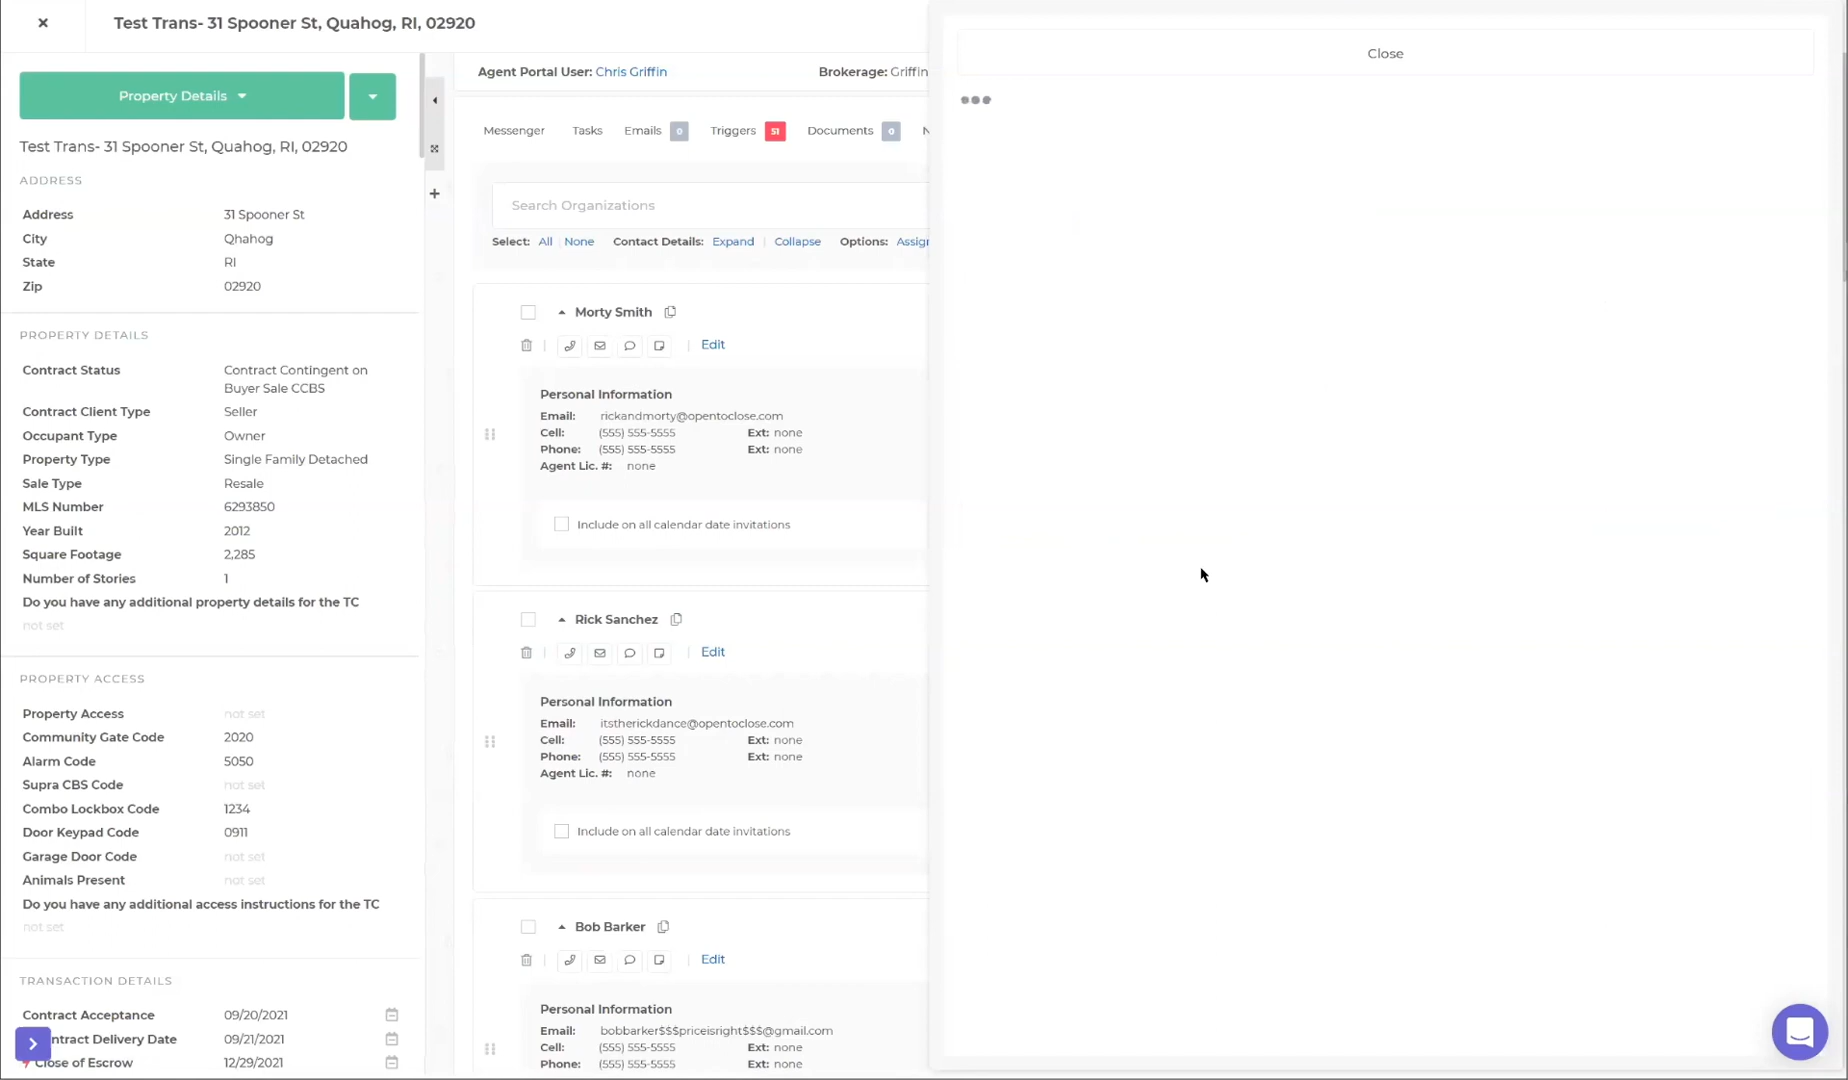 Test Trans- 31 Spooner St, Quahog, RI, 02920
Property Details
Test Trans- 31 Spooner St, Quahog, RI, 02920
ADDRESS
Address 31 Spooner St
City Qhahog
State RI
Zip 02920
PROPERTY DETAILS
Contract Status Contract Contingent on
Buyer Sale CCBS
Contract Client Type Seller
Occupant Type Owner
Property Type Single Family Detached
Sale Type Resale
MLS Number 6293850
Year Built 2012
Square Footage 2,285
Number of Stories 1
Do you have any additional property details for the TC
not set
PROPERTY ACCESS
Property Access not set
Community Gate Code 2020
Alarm Code 5050
Supra CBS Code not set
Combo Lockbox Code 1234
Door Keypad Code 0911
Garage Door Code not set
Animals Present not set
Do you have any additional access instructions for the TC
not set
TRANSACTION DETAILS
Contract Acceptance 09/20/2021
ntract Delivery Date 09/21/2021
Close of Escrow 12/29/2021
Agent Portal User: Chris Griffin Brokerage: Griffin
Messenger Tasks Emails 0 Triggers 51 Documents 0 N
Search Organizations
Select: All None Contact Details: Expand | Collapse Options: Assign
Morty Smith
Edit
Personal Information
Email: rickandmorty@opentoclose.com
Cell: (555) 555-5555 Ext: none
Phone: (555) 555-5555 Ext: none
Agent Lic. #: none
Include on all calendar date invitations
Rick Sanchez
Edit
Personal Information
Email: itstherickdance@opentoclose.com
Cell: (555) 555-5555 Ext: none
Phone: (555) 555-5555 Ext: none
Agent Lic. #: none
Include on all calendar date invitations
Bob Barker
Edit
Personal Information
Email: bobbarker$$$priceisright$$$@gmail.com
Cell: (555) 555-5555 Ext: none
Phone: (555) 555-5555 Ext: none
Close